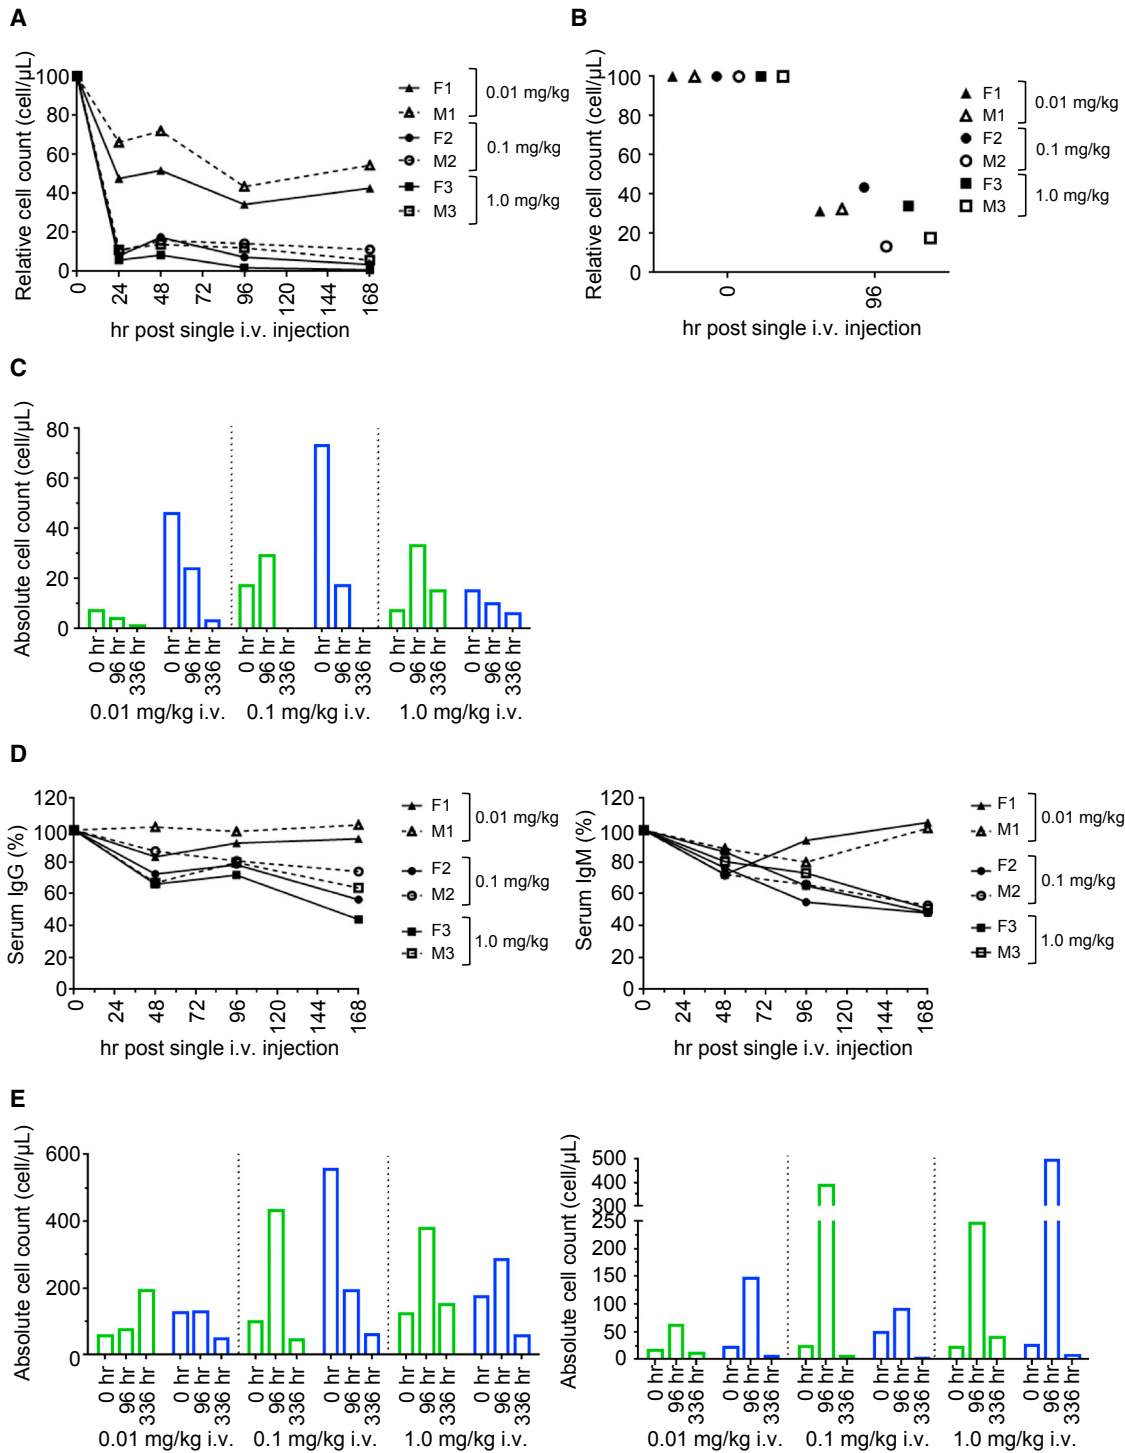 A
Relative cell count (cell/µL)
100
80
60
40
20
0
0
24
48
72
96
120
144
168
hr post single i.v. injection
F1
M1
0.01 mg/kg
F2
M2
0.1 mg/kg
F3
M3
1.0 mg/kg
B
Relative cell count (cell/µL)
100
80
60
40
20
0
0
96
hr post single i.v. injection
F1
M1
0.01 mg/kg
F2
M2
0.1 mg/kg
F3
M3
1.0 mg/kg
C
Absolute cell count (cell/µL)
80
60
40
20
0
0 hr
96 hr
336 hr
0 hr
96 hr
336 hr
0 hr
96 hr
336 hr
0 hr
96 hr
336 hr
0 hr
96 hr
336 hr
0 hr
96 hr
336 hr
0.01 mg/kg i.v.
0.1 mg/kg i.v.
1.0 mg/kg i.v.
D
Serum IgG (%)
120
100
80
60
40
20
0
0
24
48
72
96
120
144
168
hr post single i.v. injection
F1
M1
0.01 mg/kg
F2
M2
0.1 mg/kg
F3
M3
1.0 mg/kg
Serum IgM (%)
120
100
80
60
40
20
0
0
24
48
72
96
120
144
168
hr post single i.v. injection
F1
M1
0.01 mg/kg
F2
M2
0.1 mg/kg
F3
M3
1.0 mg/kg
E
Absolute cell count (cell/µL)
600
400
200
0
0 hr
96 hr
336 hr
0 hr
96 hr
336 hr
0 hr
96 hr
336 hr
0 hr
96 hr
336 hr
0 hr
96 hr
336 hr
0 hr
96 hr
336 hr
0.01 mg/kg i.v.
0.1 mg/kg i.v.
1.0 mg/kg i.v.
Absolute cell count (cell/µL)
500
400
300
250
200
150
100
50
0
0 hr
96 hr
336 hr
0 hr
96 hr
336 hr
0 hr
96 hr
336 hr
0 hr
96 hr
336 hr
0 hr
96 hr
336 hr
0 hr
96 hr
336 hr
0.01 mg/kg i.v.
0.1 mg/kg i.v.
1.0 mg/kg i.v.